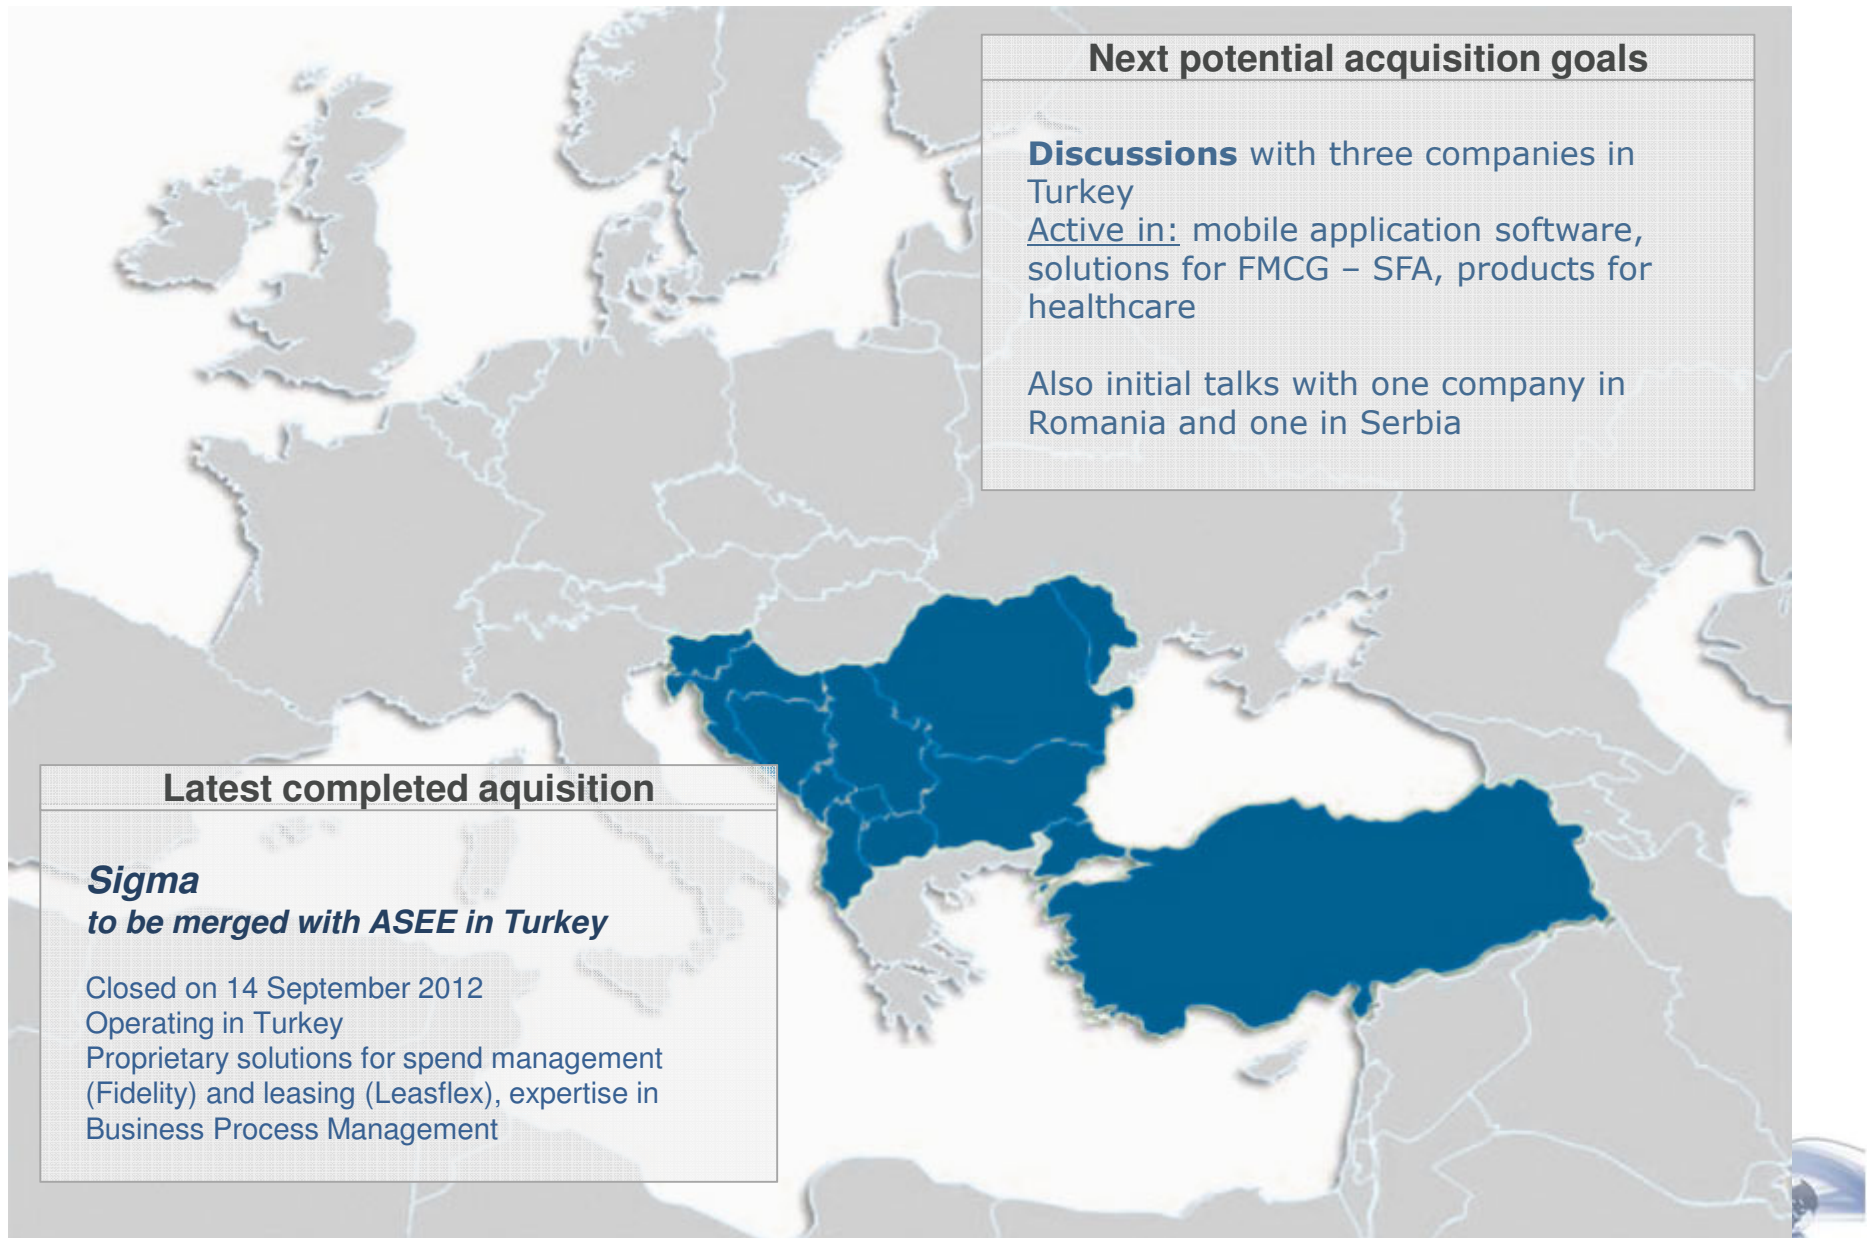 Next potential acquisition goals
Discussions with three companies in
Turkey
Active in: mobile application software,
solutions for FMCG – SFA, products for
healthcare
Also initial talks with one company in
Romania and one in Serbia
Latest completed aquisition
Sigma
to be merged with ASEE in Turkey
Closed on 14 September 2012
Operating in Turkey
Proprietary solutions for spend management
(Fidelity) and leasing (Leasflex), expertise in
Business Process Management